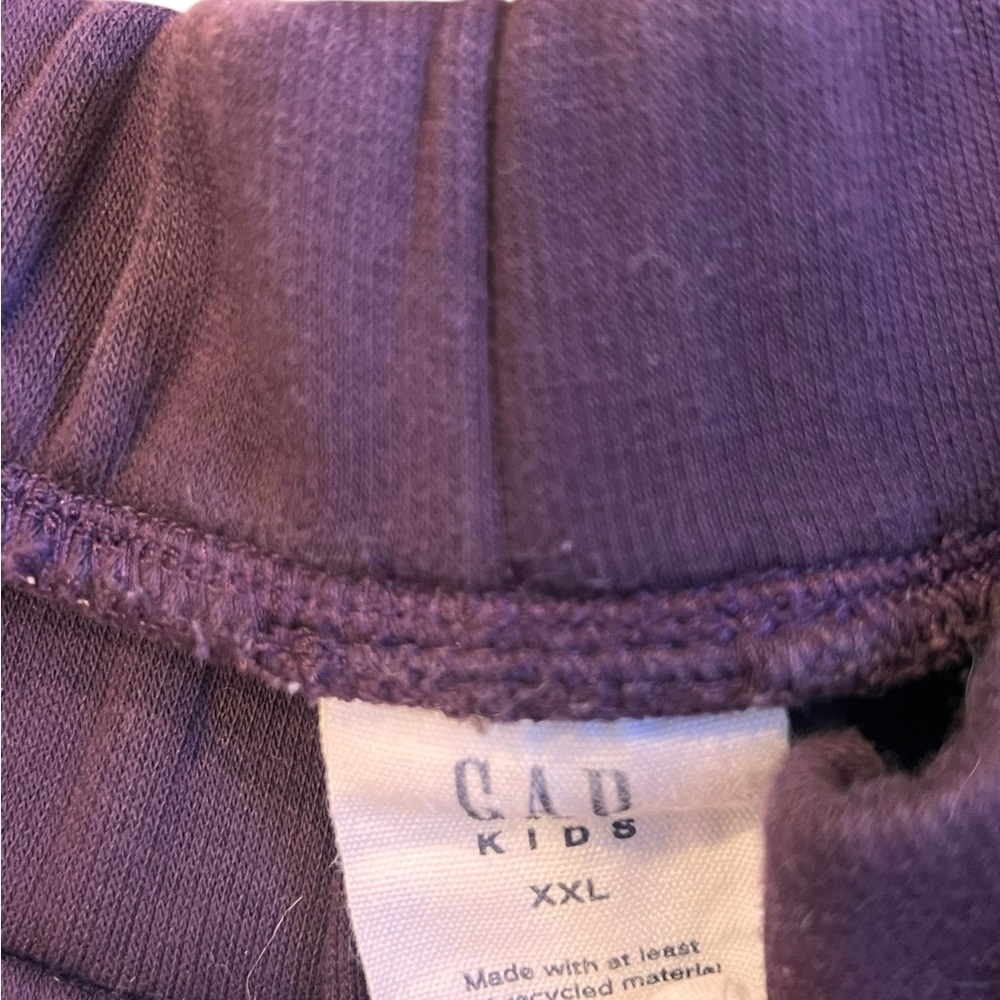 GAP
KIDS
XXL
Made with at least
recycled material